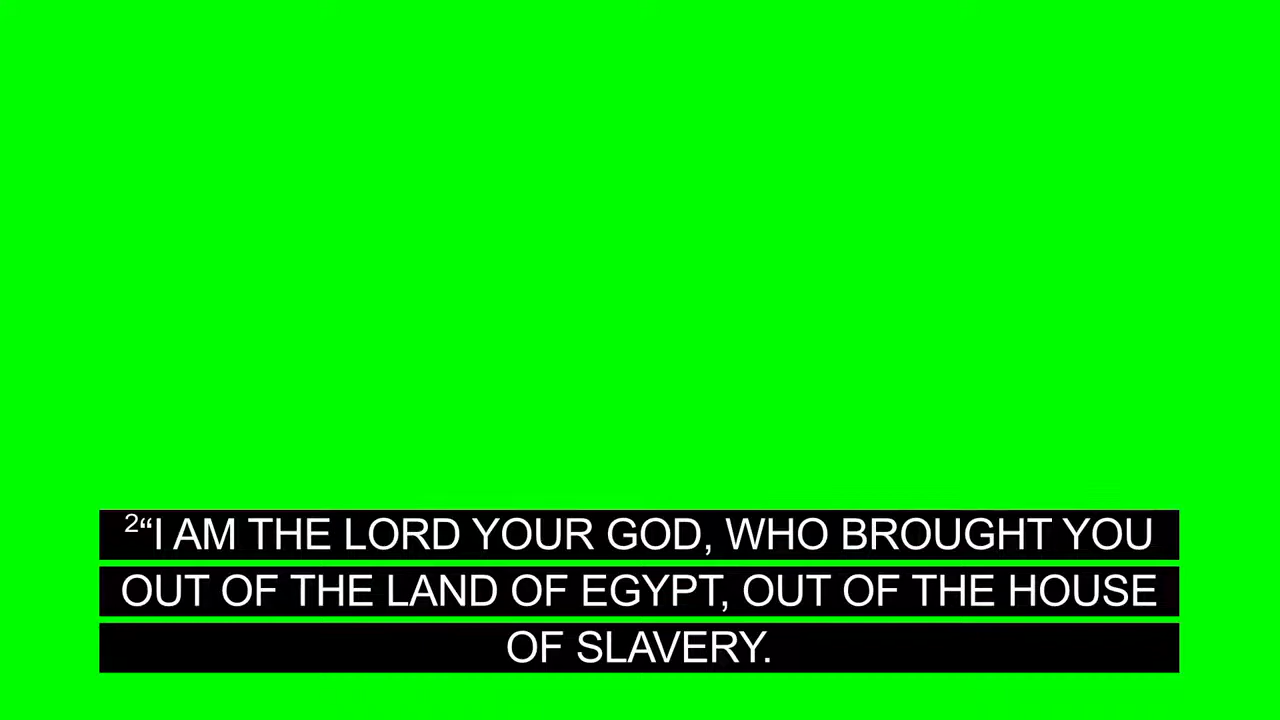 ²“I AM THE LORD YOUR GOD, WHO BROUGHT YOU
OUT OF THE LAND OF EGYPT, OUT OF THE HOUSE
OF SLAVERY.